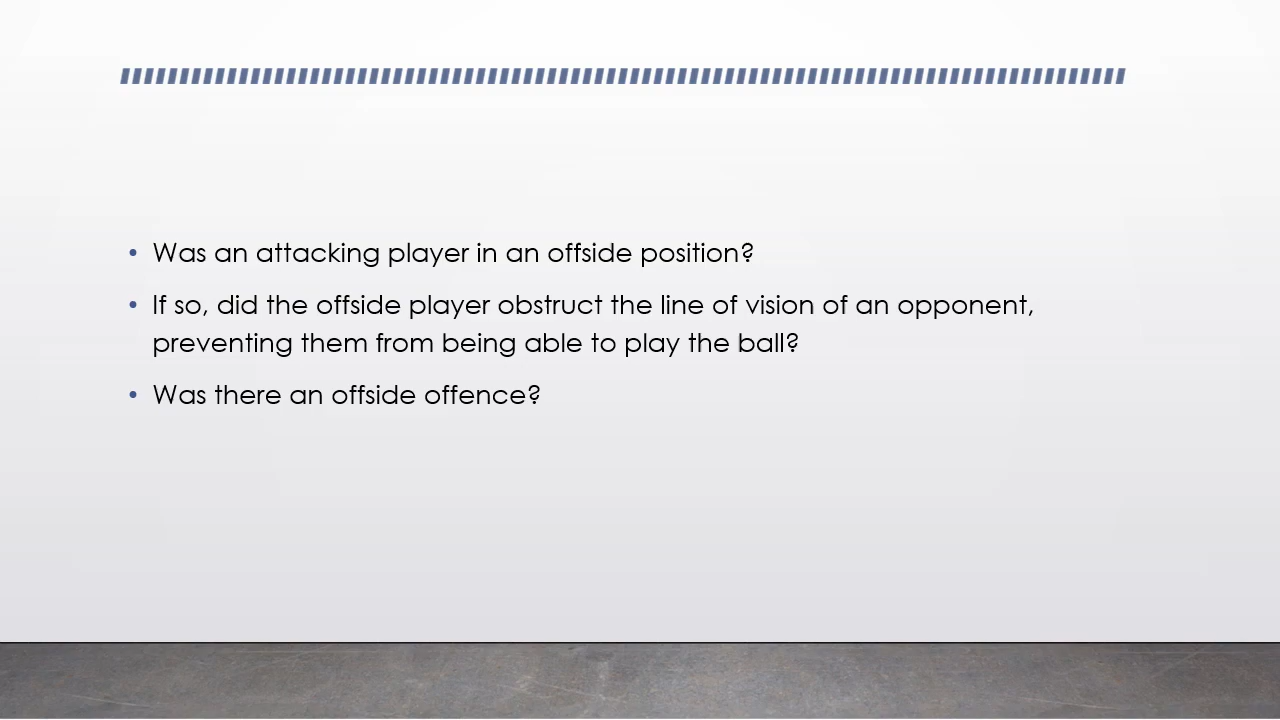 • Was an attacking player in an offside position?
• If so, did the offside player obstruct the line of vision of an opponent,
preventing them from being able to play the ball?
• Was there an offside offence?